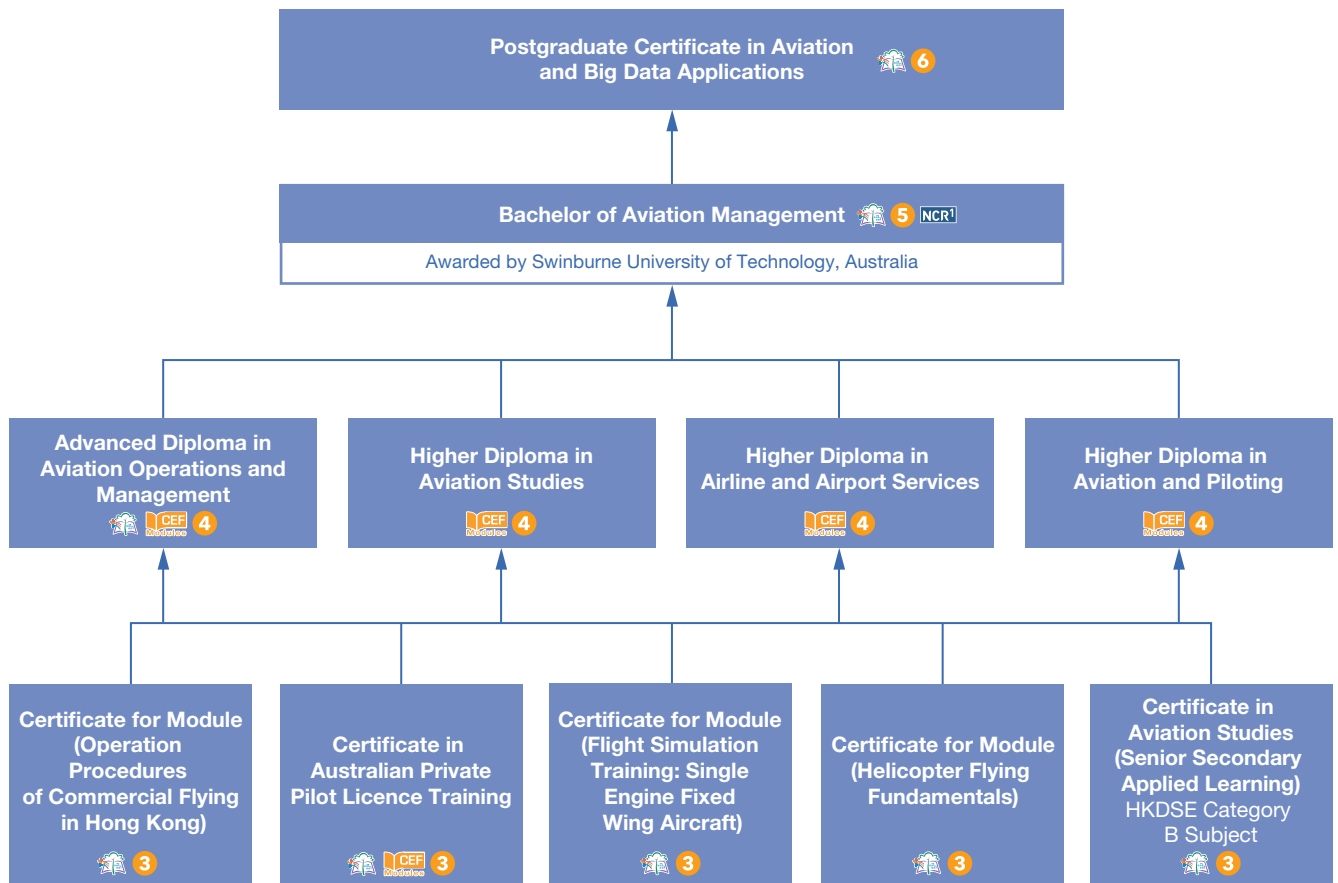 Postgraduate Certificate in Aviation
and Big Data Applications
6
Bachelor of Aviation Management 5 NCR¹
Awarded by Swinburne University of Technology, Australia
Advanced Diploma in
Aviation Operations and
Management
CEF
Modules
4
Higher Diploma in
Aviation Studies
CEF
Modules
4
Higher Diploma in
Airline and Airport Services
CEF
Modules
4
Higher Diploma in
Aviation and Piloting
CEF
Modules
4
Certificate for Module
(Operation
Procedures
of Commercial Flying
in Hong Kong)
3
Certificate in
Australian Private
Pilot Licence Training
CEF
Modules
3
Certificate for Module
(Flight Simulation
Training: Single
Engine Fixed
Wing Aircraft)
3
Certificate for Module
(Helicopter Flying
Fundamentals)
3
Certificate in
Aviation Studies
(Senior Secondary
Applied Learning)
HKDSE Category
B Subject
3